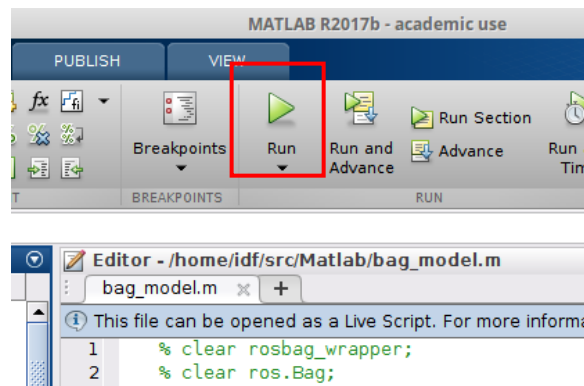 MATLAB R2017b - academic use
PUBLISH VIEW
fx fi
Breakpoints Run Run and Advance Run Section Advance Run Tim
BREAKPOINTS RUN
Editor - /home/idf/src/Matlab/bag_model.m
bag_model.m × +
This file can be opened as a Live Script. For more informa
1 % clear rosbag_wrapper;
2 % clear ros.Bag;